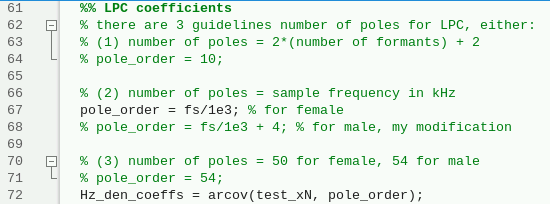 61 %% LPC coefficients
62 % there are 3 guidelines number of poles for LPC, either:
63 % (1) number of poles = 2*(number of formants) + 2
64 % pole_order = 10;
65
66 % (2) number of poles = sample frequency in kHz
67 pole_order = fs/1e3; % for female
68 % pole_order = fs/1e3 + 4; % for male, my modification
69
70 % (3) number of poles = 50 for female, 54 for male
71 % pole_order = 54;
72 Hz_den_coeffs = arcov(test_xN, pole_order);